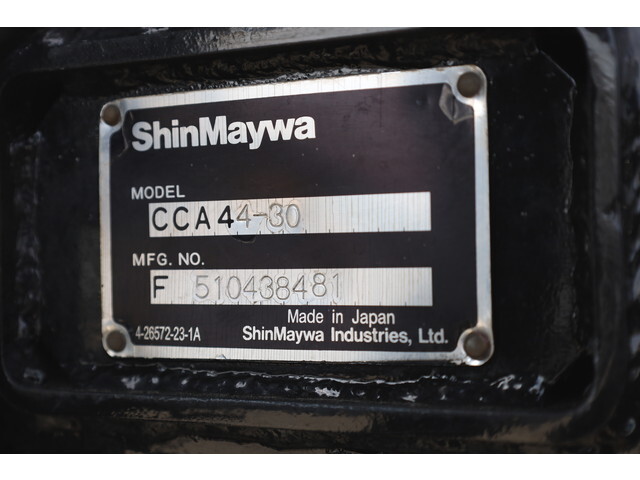 ShinMaywa
MODEL
CCA44-30
MFG. NO.
F 510438481
Made in Japan
4-26572-23-1A ShinMaywa Industries, Ltd.